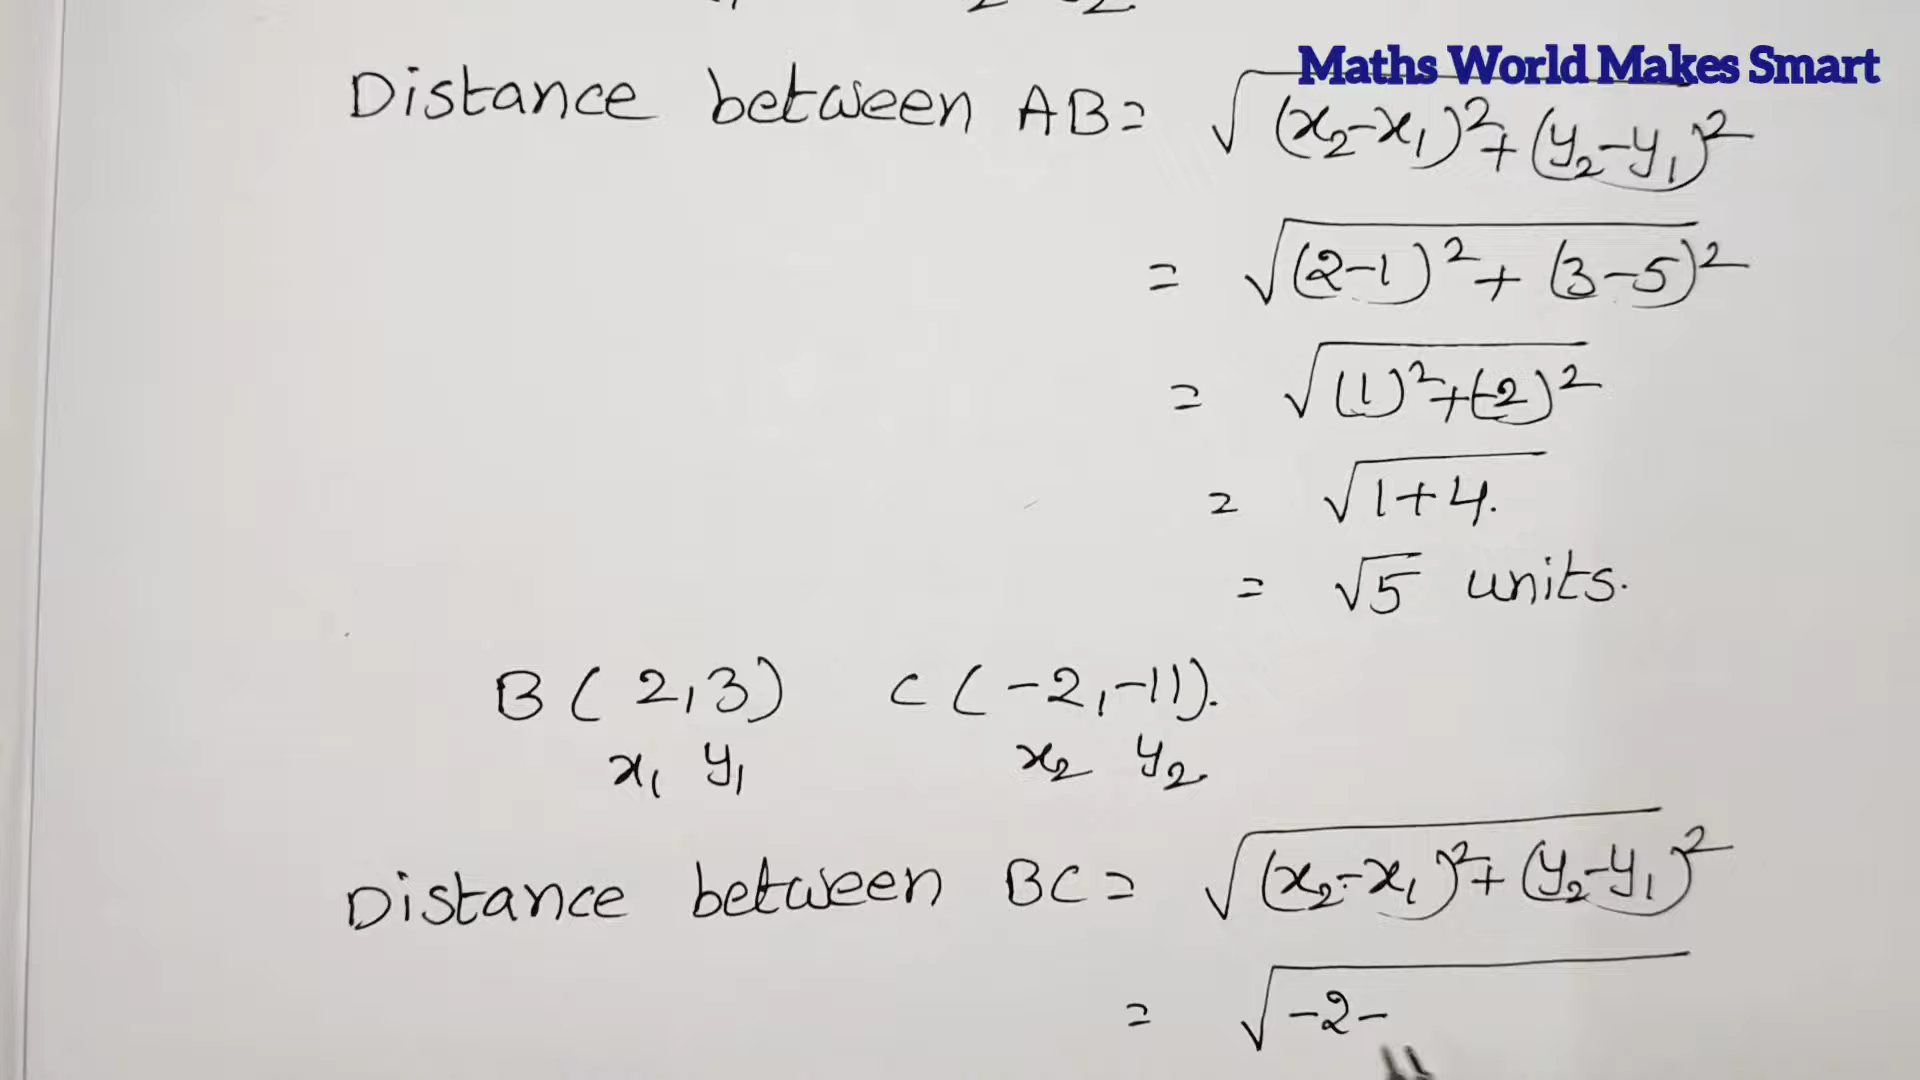 Maths World Makes Smart
Distance between AB = √(x₂-x₁)²+(y₂-y₁)²
= √(2-1)² + (3-5)²
= √(1)²+(-2)²
= √1+4.
= √5 units.
B ( 2,3) C ( -2,-11).
x₁ y₁ x₂ y₂
Distance between BC = √(x₂-x₁)²+(y₂-y₁)²
= √-2-